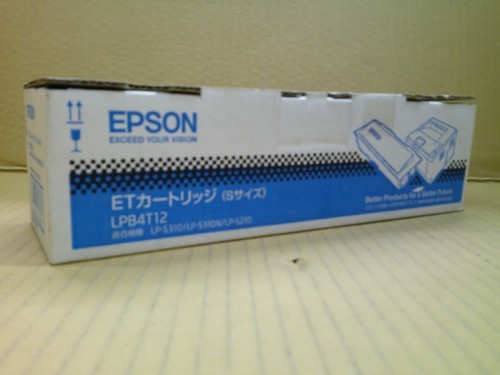 EPSON
EXCEED YOUR VISION
ETカートリッジ (Sサイズ)
LPB4T12
適合機種 LP-S310/LP-S310N/LP-S210
Better Products for a Better Future